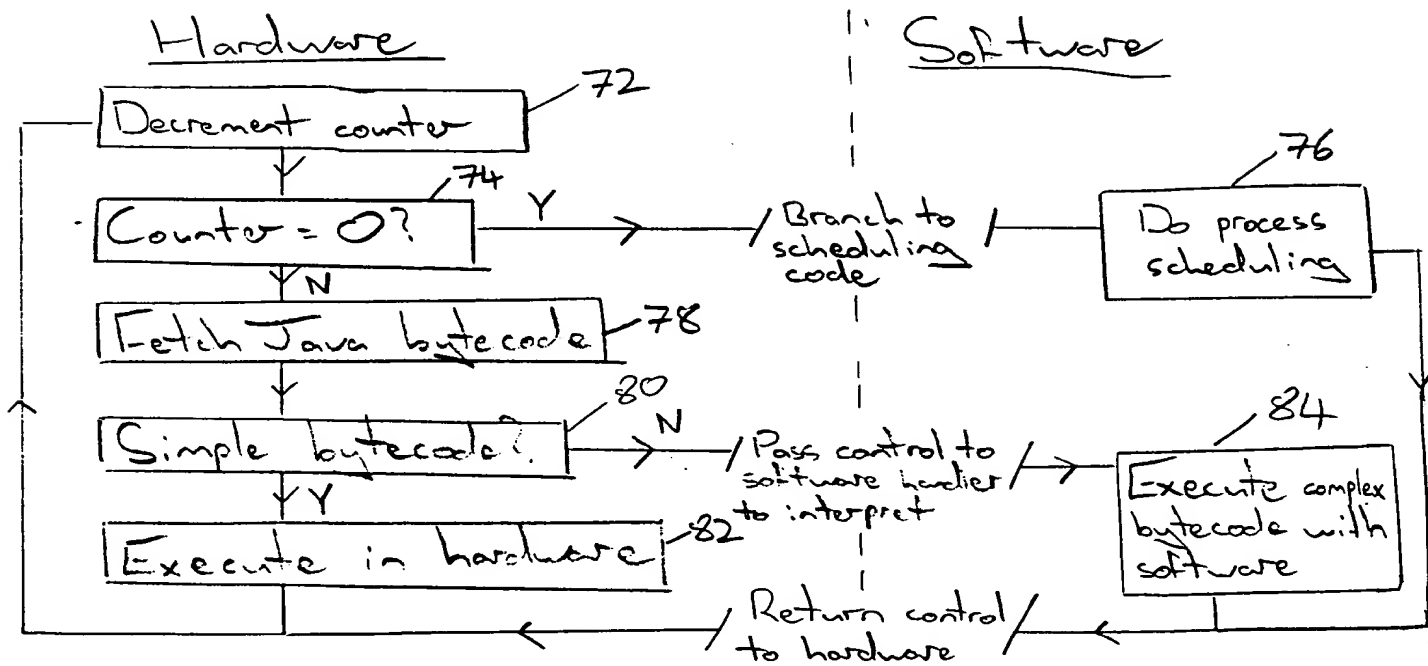 Hardware
Software
72
Decrement counter
76
74
Counter = 0?
Y
Branch to
scheduling
code
Do process
scheduling
N
78
Fetch Java bytecode
80
Simple bytecode?
N
Pass control to
software handler
to interpret
84
Execute complex
bytecode with
software
Y
82
Execute in hardware
Return control
to hardware